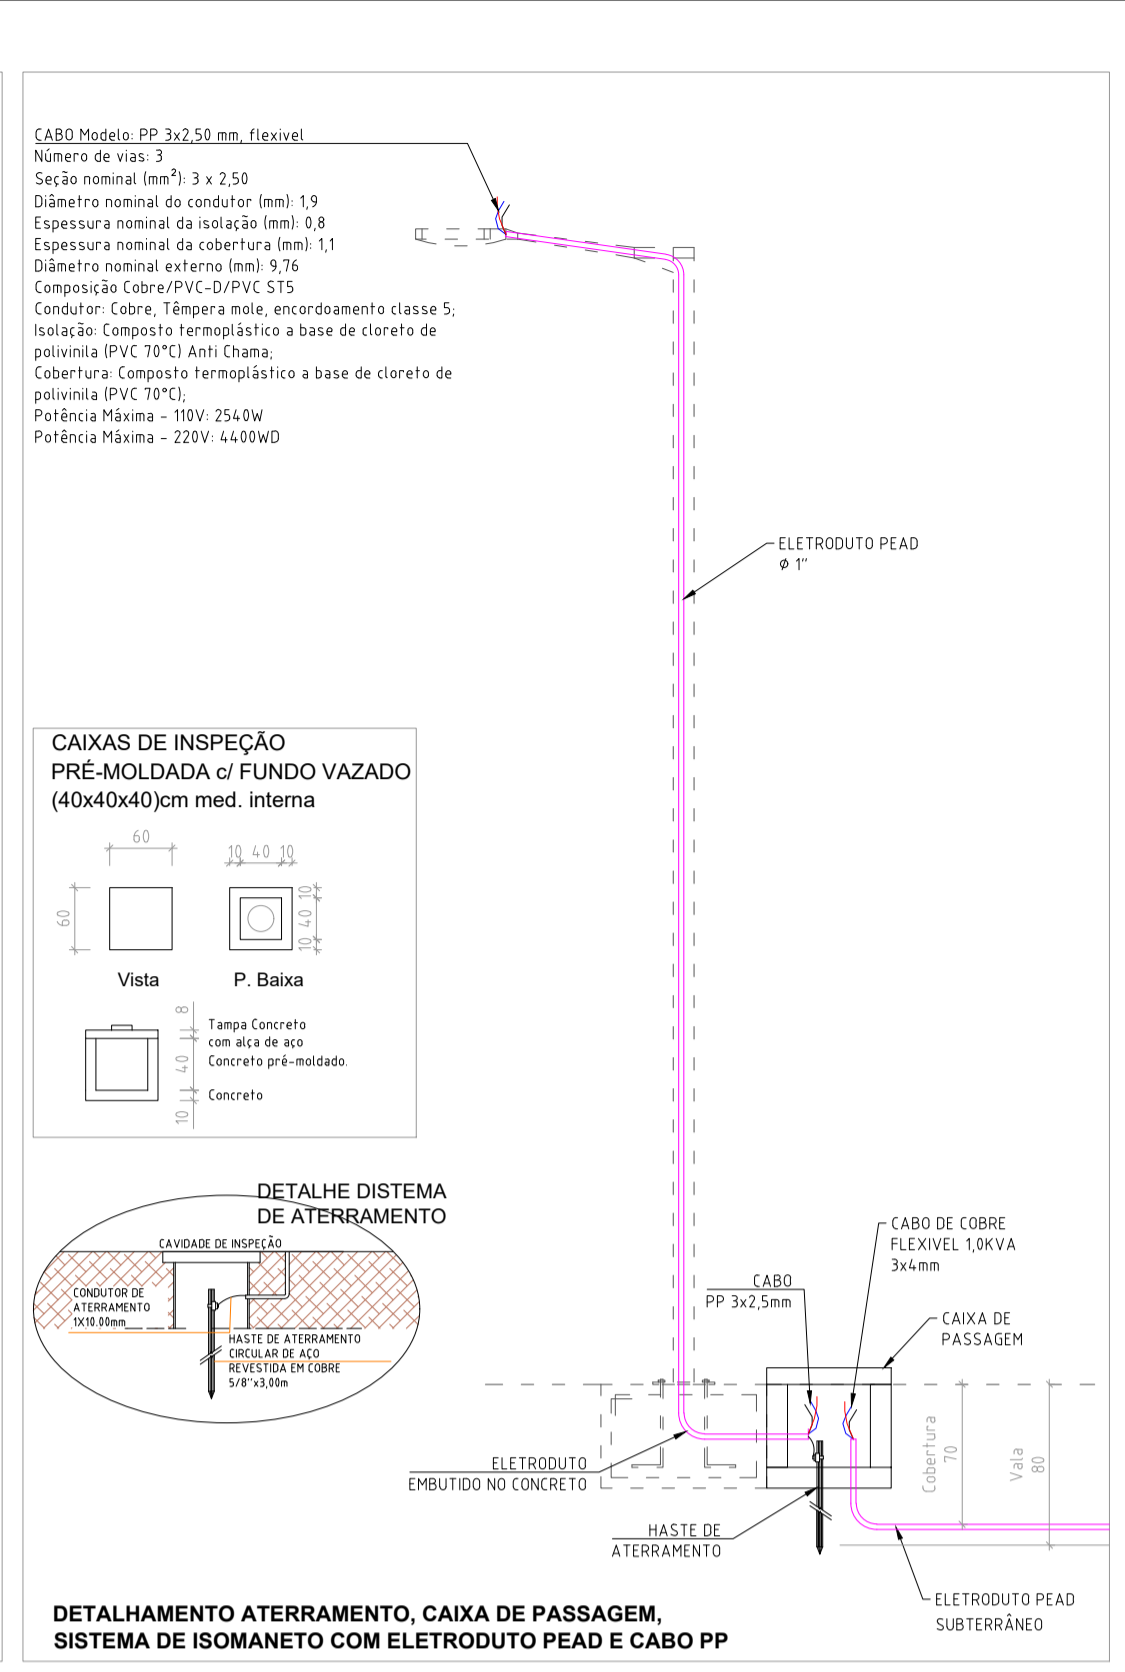 CABO Modelo: PP 3x2,50 mm, flexivel
Número de vias: 3
Seção nominal (mm²): 3 x 2,50
Diâmetro nominal do condutor (mm): 1,9
Espessura nominal da isolação (mm): 0,8
Espessura nominal da cobertura (mm): 1,1
Diâmetro nominal externo (mm): 9,76
Composição Cobre/PVC-D/PVC ST5
Condutor: Cobre, Têmpera mole, encordoamento classe 5;
Isolação: Composto termoplástico a base de cloreto de
polivinila (PVC 70°C) Anti Chama;
Cobertura: Composto termoplástico a base de cloreto de
polivinila (PVC 70°C);
Potência Máxima - 110V: 2540W
Potência Máxima - 220V: 4400WD
ELETRODUTO PEAD
Ø 1"
CAIXAS DE INSPEÇÃO
PRÉ-MOLDADA c/ FUNDO VAZADO
(40x40x40)cm med. interna
60
10 40 10
60
10 40 10
Vista
P. Baixa
8
40
10
Tampa Concreto
com alça de aço
Concreto pré-moldado.
Concreto
DETALHE DISTEMA
DE ATERRAMENTO
CAVIDADE DE INSPEÇÃO
CONDUTOR DE
ATERRAMENTO
1X10.00mm
HASTE DE ATERRAMENTO
CIRCULAR DE AÇO
REVESTIDA EM COBRE
5/8"x3,00m
CABO DE COBRE
FLEXIVEL 1,0KVA
3x4mm
CABO
PP 3x2,5mm
CAIXA DE
PASSAGEM
Cobertura
70
Vala
80
ELETRODUTO
EMBUTIDO NO CONCRETO
HASTE DE
ATERRAMENTO
ELETRODUTO PEAD
SUBTERRÂNEO
DETALHAMENTO ATERRAMENTO, CAIXA DE PASSAGEM,
SISTEMA DE ISOMANETO COM ELETRODUTO PEAD E CABO PP